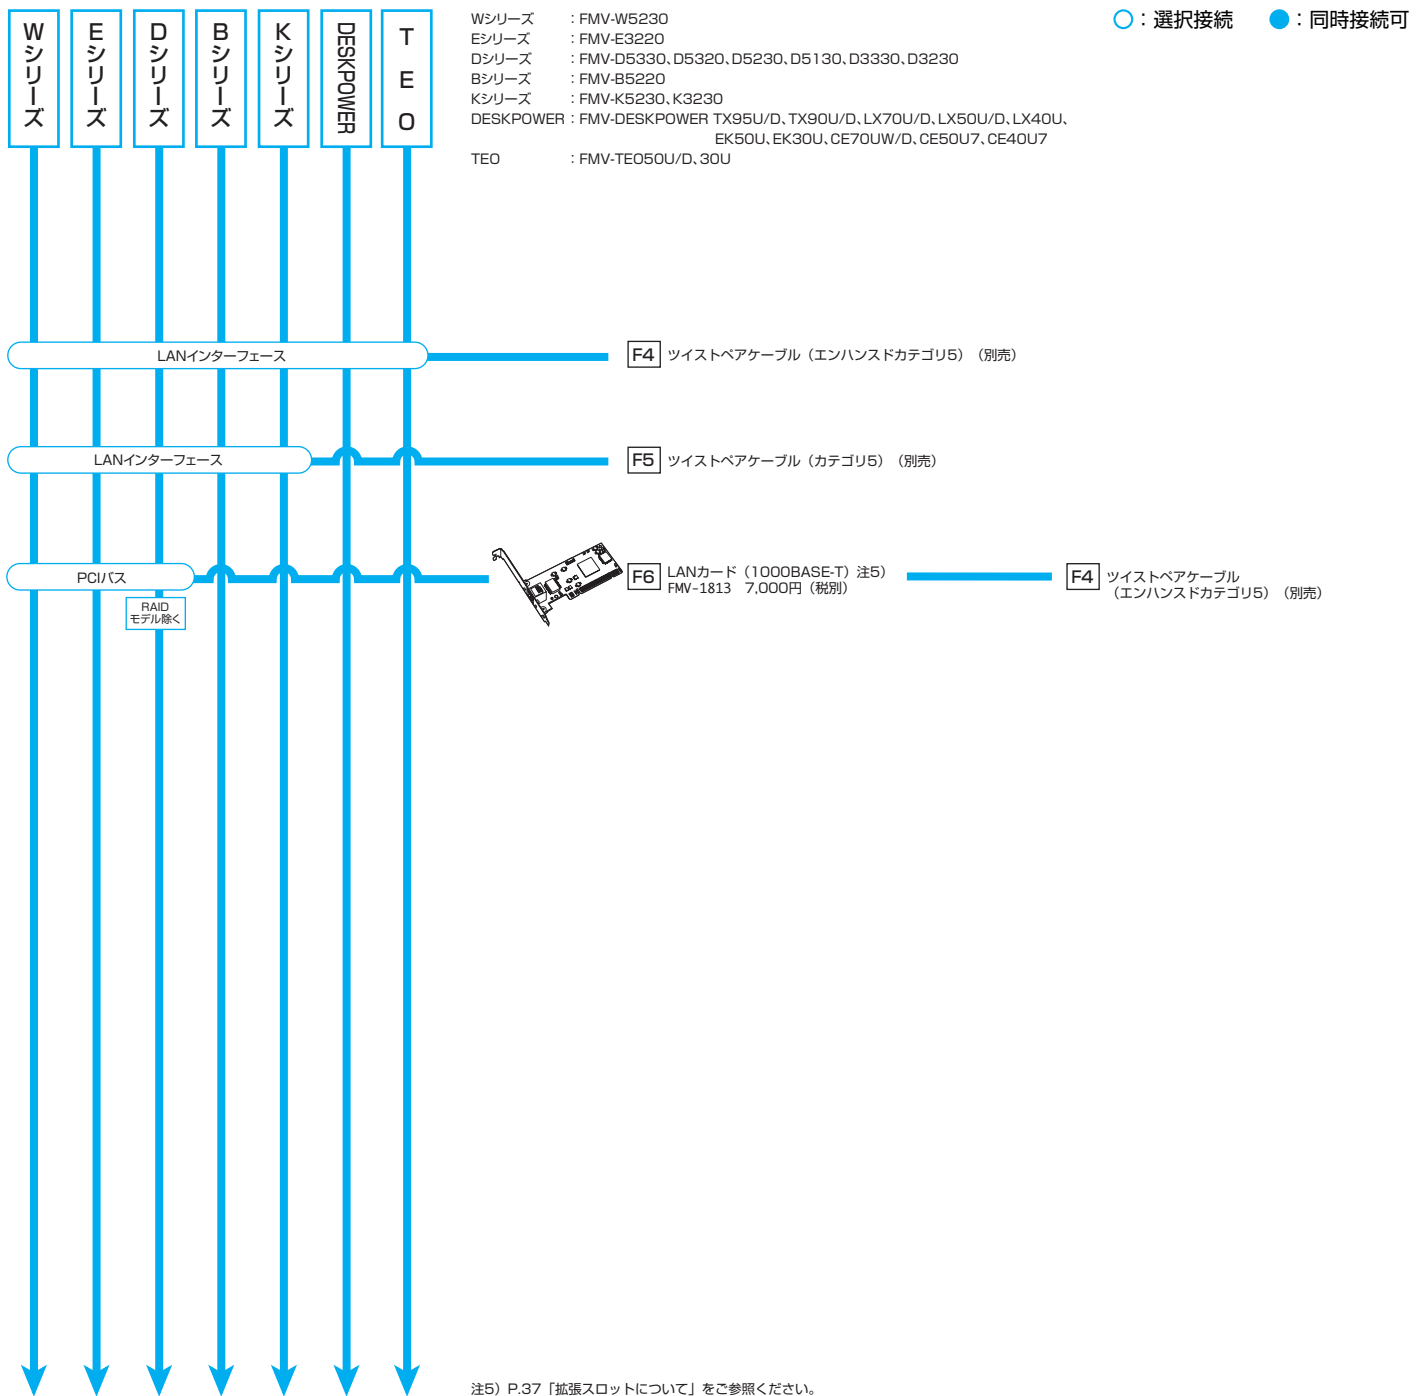 Wシリーズ
Eシリーズ
Dシリーズ
Bシリーズ
Kシリーズ
DESKPOWER
TEO
Wシリーズ：FMV-W5230
Eシリーズ：FMV-E3220
Dシリーズ：FMV-D5330、D5320、D5230、D5130、D3330、D3230
Bシリーズ：FMV-B5220
Kシリーズ：FMV-K5230、K3230
DESKPOWER：FMV-DESKPOWER TX95U/D、TX90U/D、LX70U/D、LX50U/D、LX40U、
EK50U、EK30U、CE70UW/D、CE50U7、CE40U7
TEO：FMV-TEO50U/D、30U
○：選択接続 ●：同時接続可
LANインターフェース
F4 ツイストペアケーブル（エンハンスドカテゴリ5）（別売）
LANインターフェース
F5 ツイストペアケーブル（カテゴリ5）（別売）
PCIバス
RAID
モデル除く
F6 LANカード（1000BASE-T）注5）
FMV-1813 7,000円（税別）
F4 ツイストペアケーブル
（エンハンスドカテゴリ5）（別売）
注5）P.37「拡張スロットについて」をご参照ください。